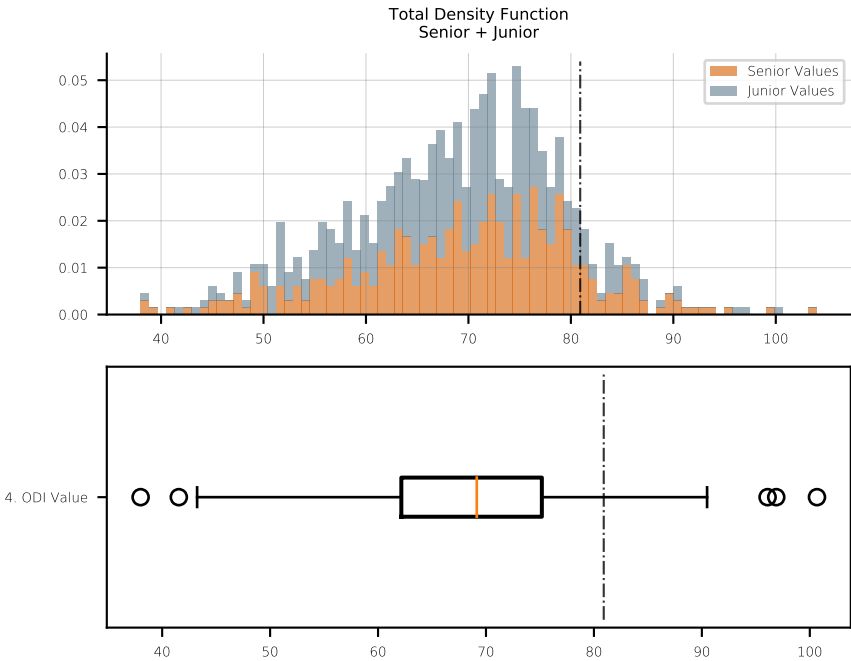 Total Density Function
Senior + Junior
Senior Values
Junior Values
0.05
0.04
0.03
0.02
0.01
0.00
40 50 60 70 80 90 100
4. ODI Value
40 50 60 70 80 90 100